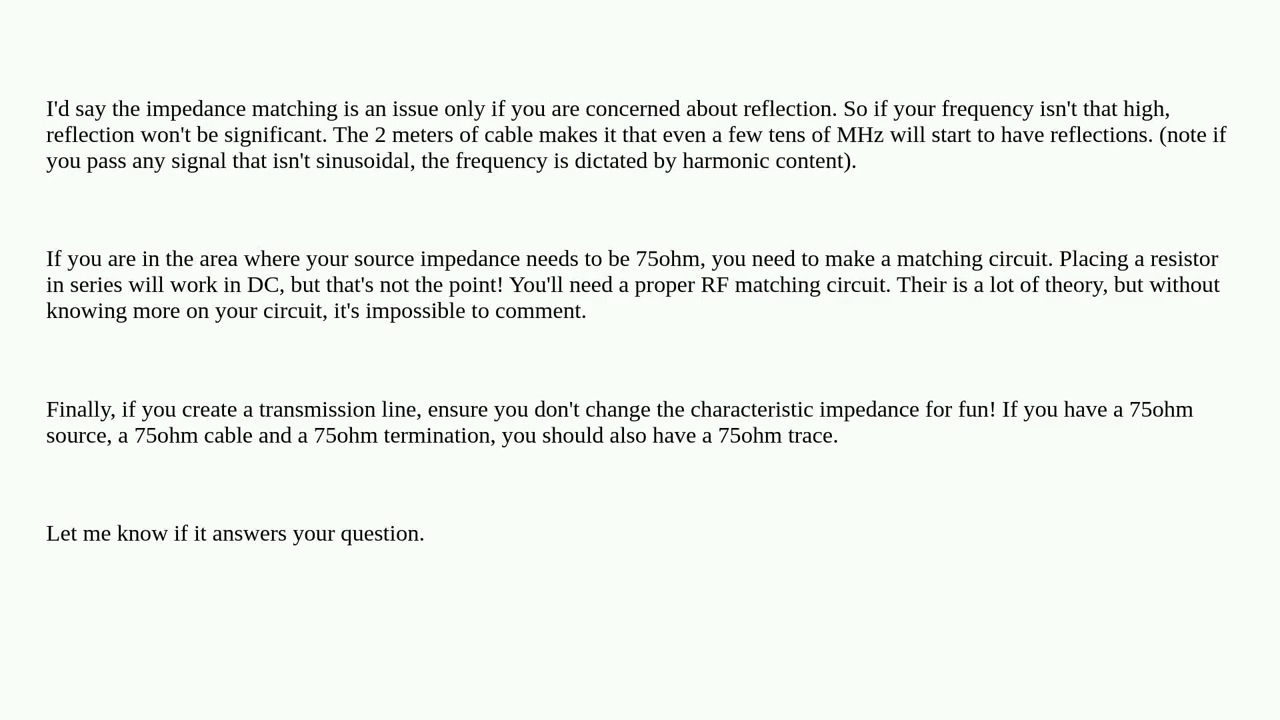 I'd say the impedance matching is an issue only if you are concerned about reflection. So if your frequency isn't that high,
reflection won't be significant. The 2 meters of cable makes it that even a few tens of MHz will start to have reflections. (note if
you pass any signal that isn't sinusoidal, the frequency is dictated by harmonic content).
If you are in the area where your source impedance needs to be 75ohm, you need to make a matching circuit. Placing a resistor
in series will work in DC, but that's not the point! You'll need a proper RF matching circuit. Their is a lot of theory, but without
knowing more on your circuit, it's impossible to comment.
Finally, if you create a transmission line, ensure you don't change the characteristic impedance for fun! If you have a 75ohm
source, a 75ohm cable and a 75ohm termination, you should also have a 75ohm trace.
Let me know if it answers your question.